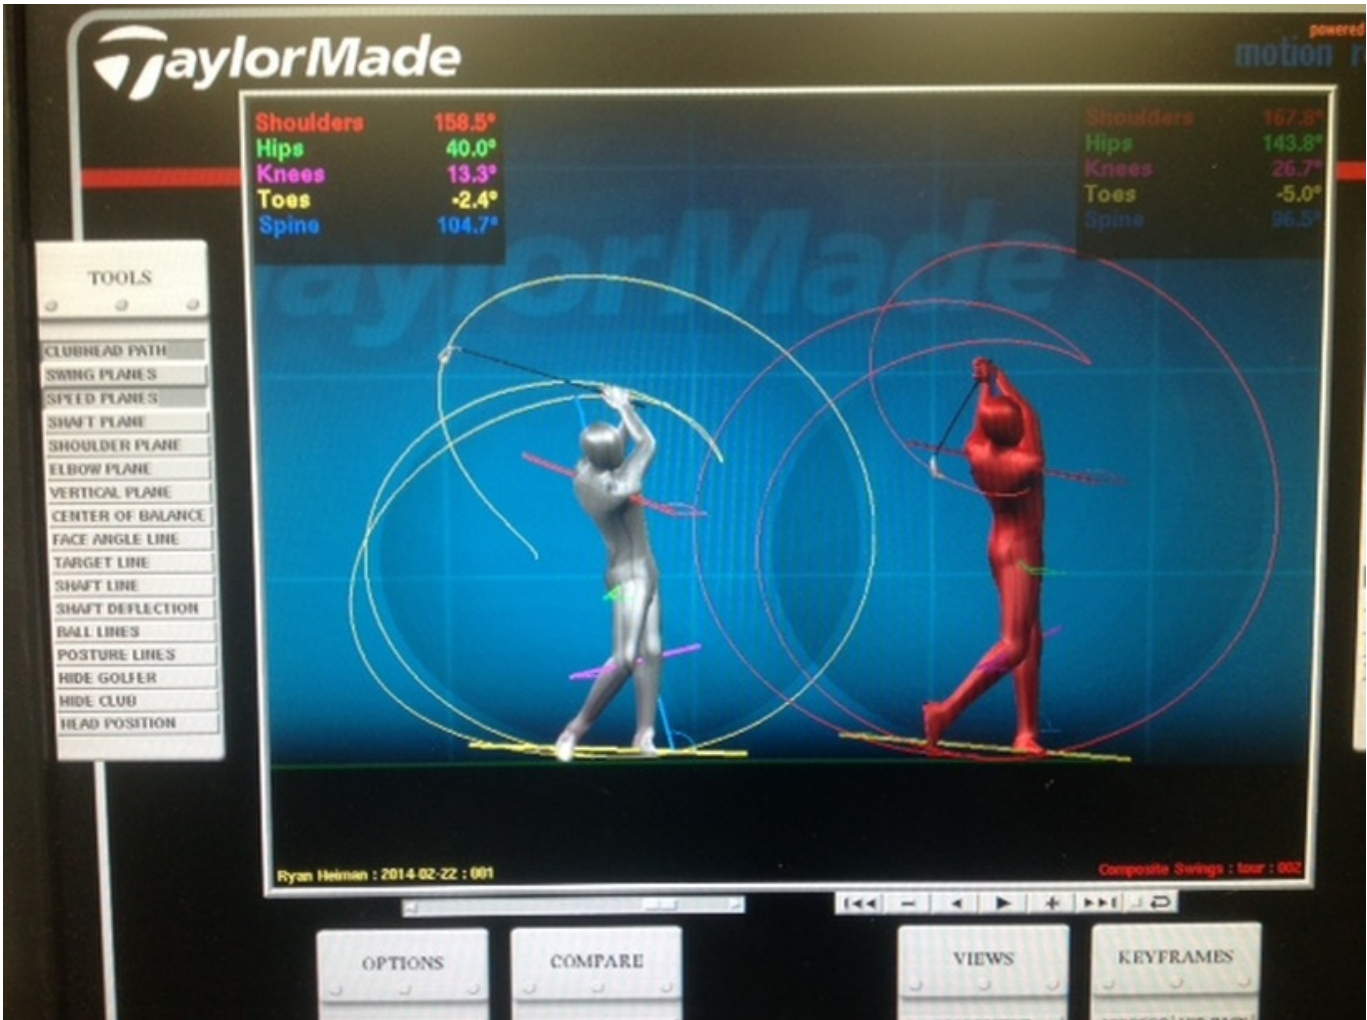 TaylorMade
powered
motion r
Shoulders 158.5°
Hips 40.0°
Knees 13.3°
Toes -2.4°
Spine 104.7°
Shoulders 167.8°
Hips 143.8°
Knees 26.7°
Toes -5.0°
Spine 96.5°
TaylorMade
TOOLS
CLUBHEAD PATH
SWING PLANES
SPEED PLANES
SHAFT PLANE
SHOULDER PLANE
ELBOW PLANE
VERTICAL PLANE
CENTER OF BALANCE
FACE ANGLE LINE
TARGET LINE
SHAFT LINE
SHAFT DEFLECTION
BALL LINES
POSTURE LINES
HIDE GOLFER
HIDE CLUB
HEAD POSITION
Ryan Heiman : 2014-02-22 : 001
Composite Swings : tour : 002
OPTIONS
COMPARE
VIEWS
KEYFRAMES